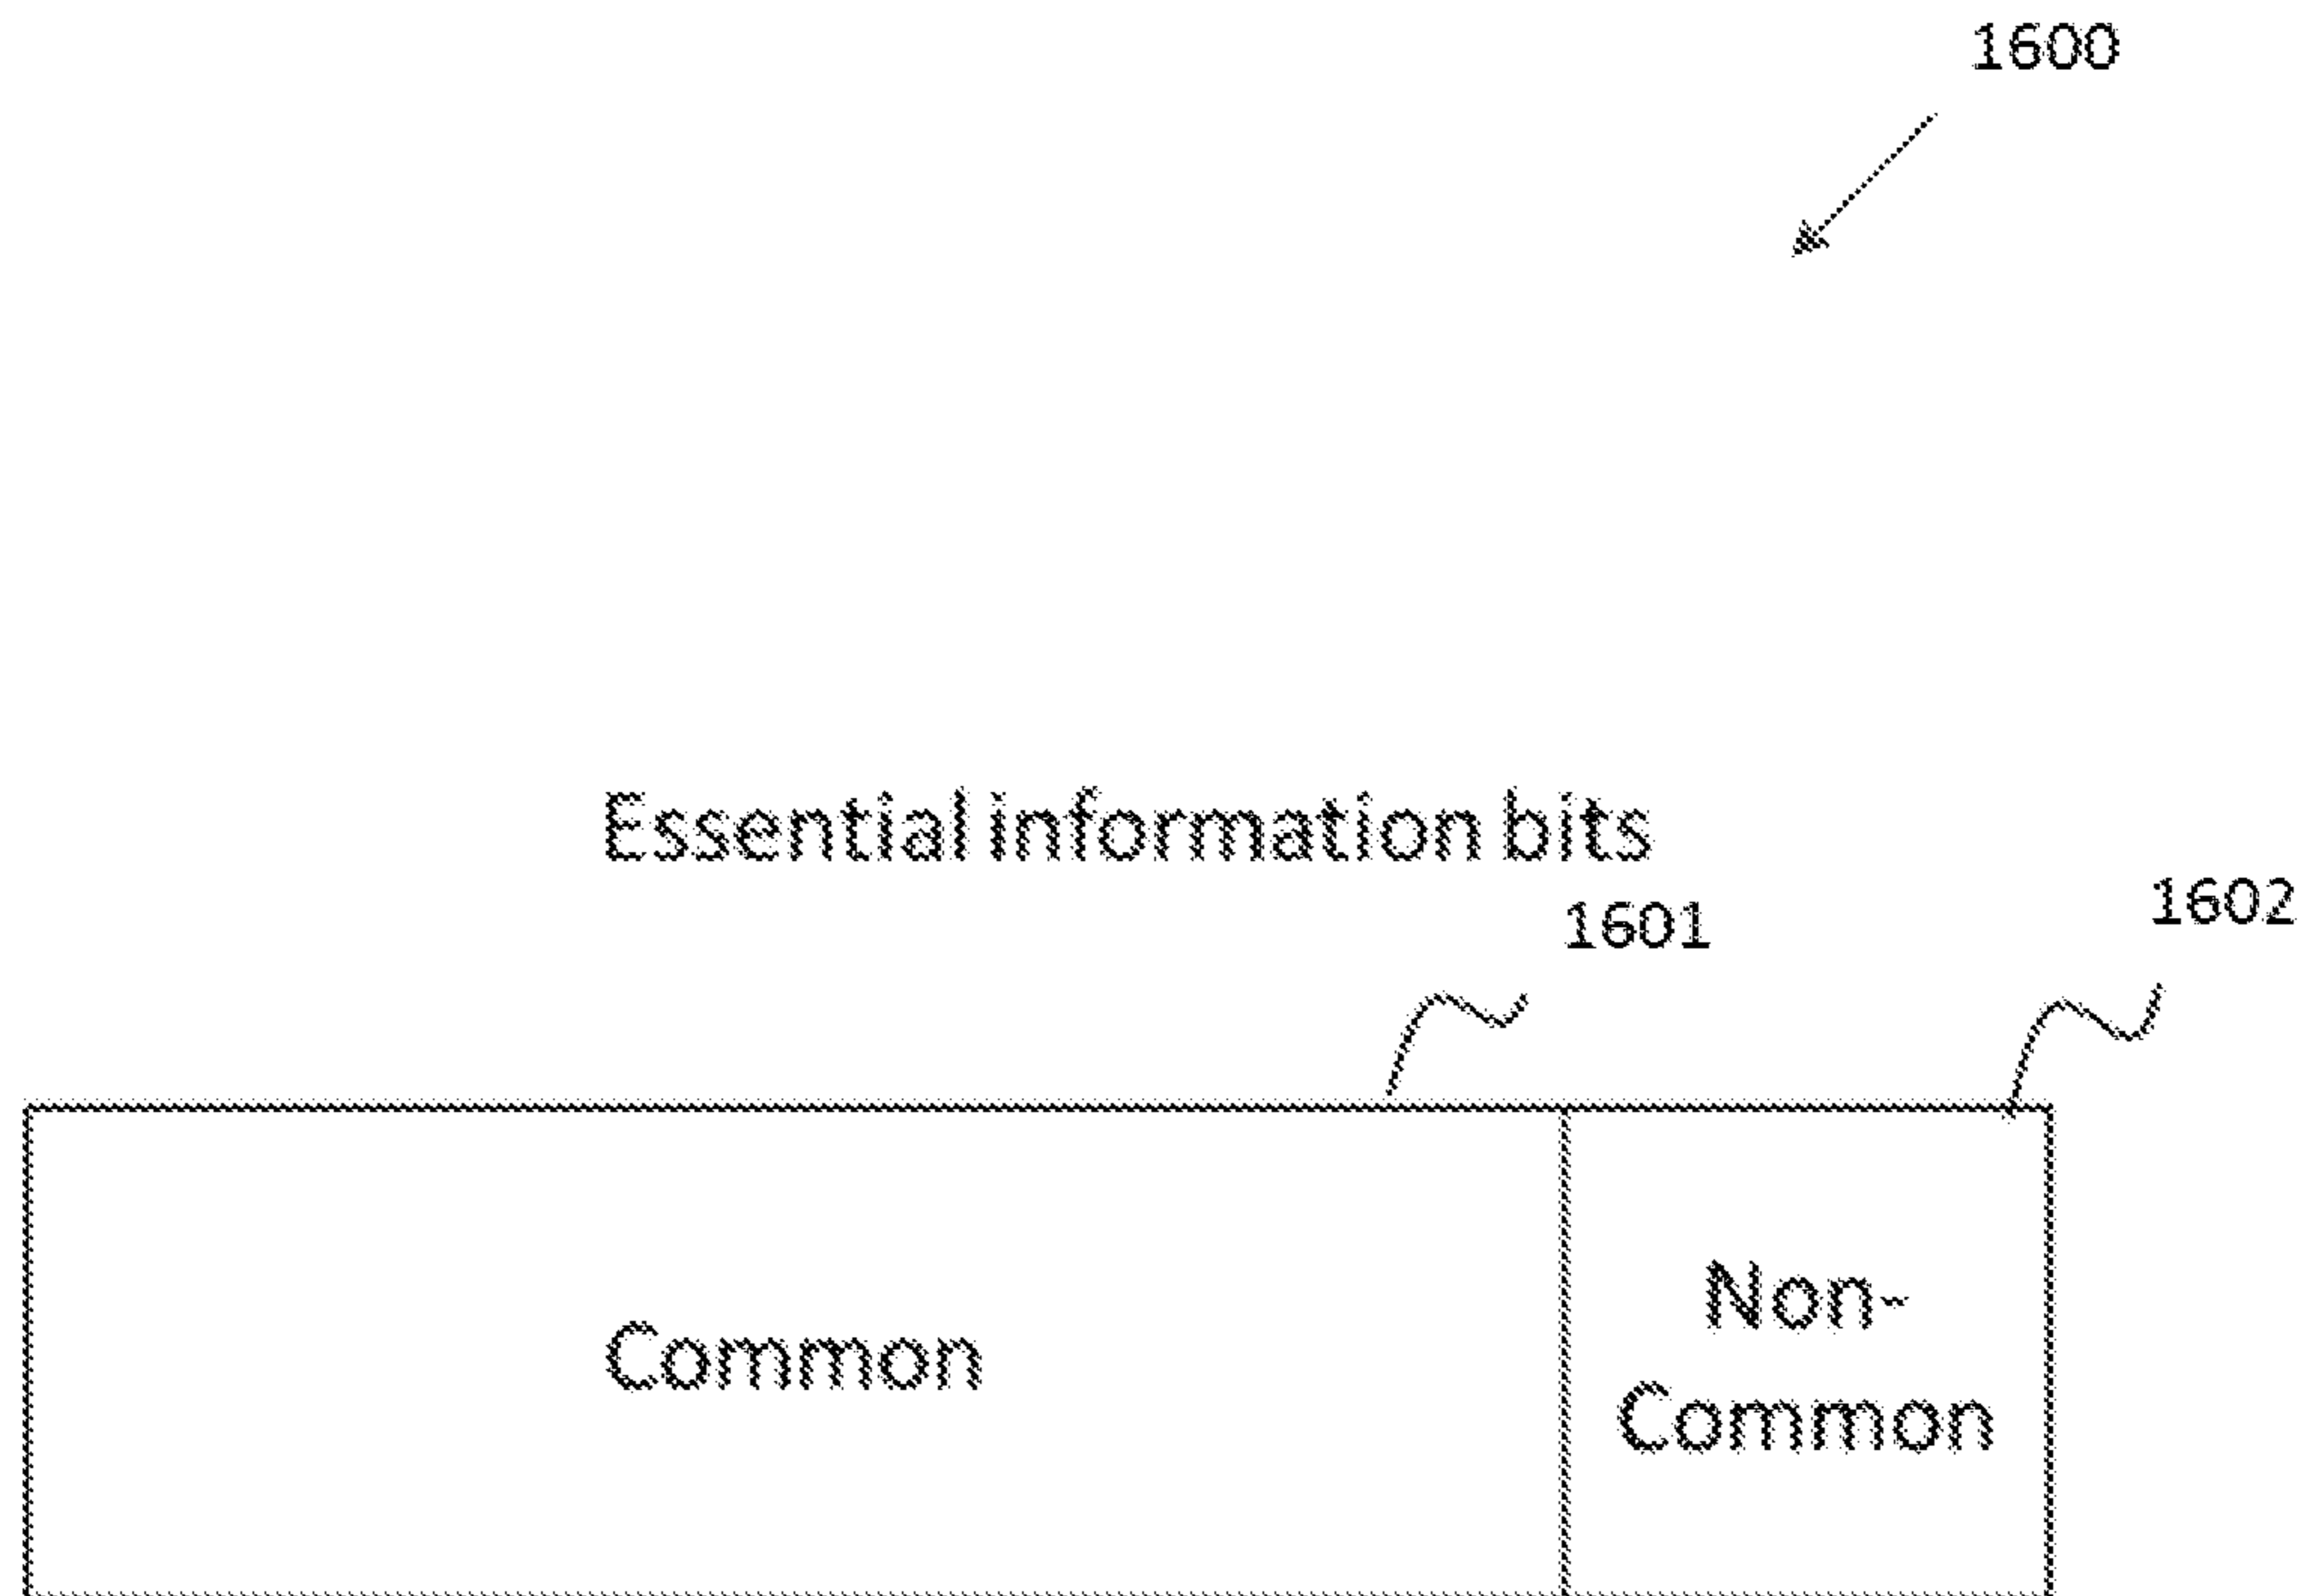 1600
Essential information bits
1601
1602
Common
Non-
Common